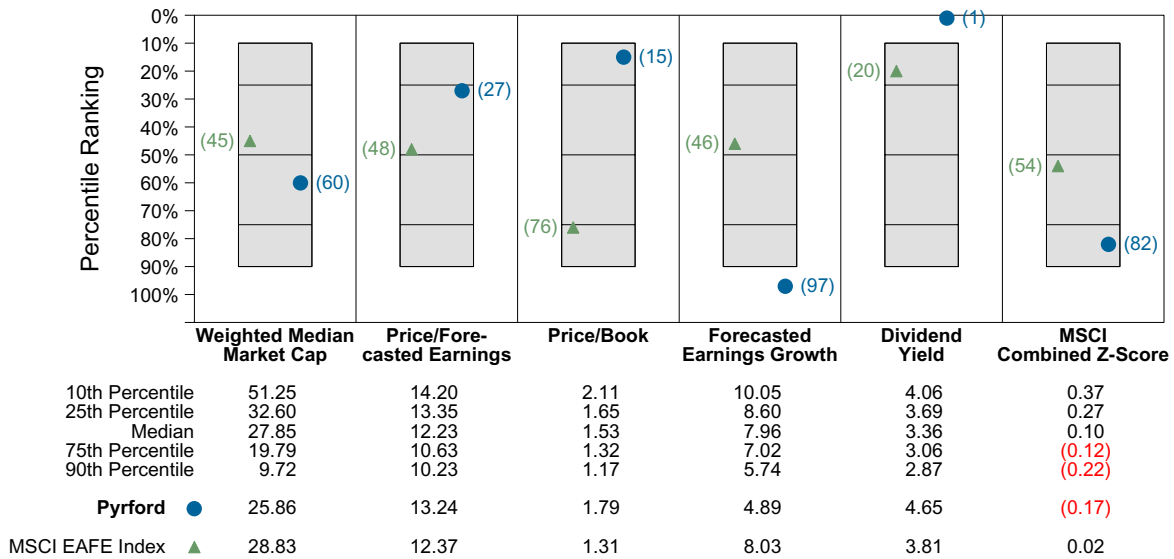 0%
10%
20%
30%
40%
50%
60%
70%
80%
90%
100%
Percentile Ranking
(45)
(60)
(48)
(27)
(76)
(15)
(46)
(97)
(20)
(1)
(54)
(82)
Weighted Median Market Cap
Price/Fore-casted Earnings
Price/Book
Forecasted Earnings Growth
Dividend Yield
MSCI Combined Z-Score
10th Percentile 51.25 14.20 2.11 10.05 4.06 0.37
25th Percentile 32.60 13.35 1.65 8.60 3.69 0.27
Median 27.85 12.23 1.53 7.96 3.36 0.10
75th Percentile 19.79 10.63 1.32 7.02 3.06 (0.12)
90th Percentile 9.72 10.23 1.17 5.74 2.87 (0.22)
Pyrford 25.86 13.24 1.79 4.89 4.65 (0.17)
MSCI EAFE Index 28.83 12.37 1.31 8.03 3.81 0.02